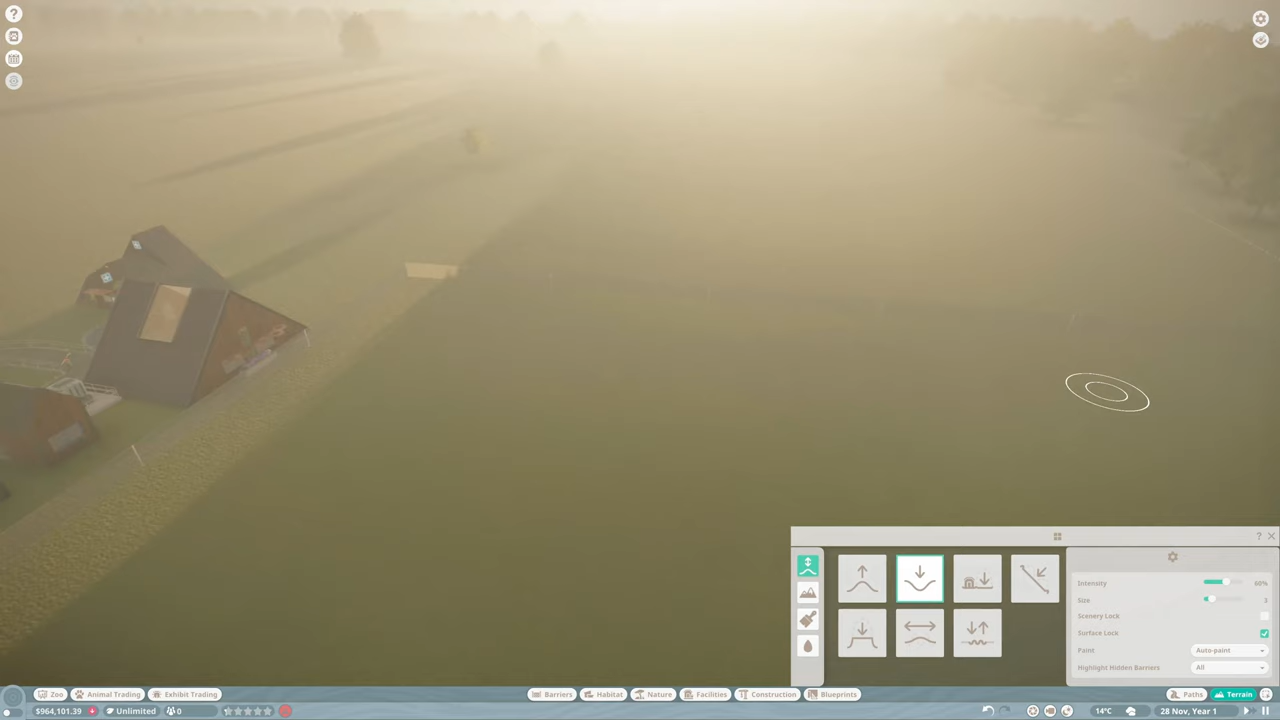 ?
?
Intensity 60%
Size 3
Scenery Lock
Surface Lock
Paint Auto-paint
Highlight Hidden Barriers All
Zoo Animal Trading Exhibit Trading Barriers Habitat Nature Facilities Construction Blueprints Paths Terrain
$964,101.39 Unlimited 0 14°C 28 Nov, Year 1